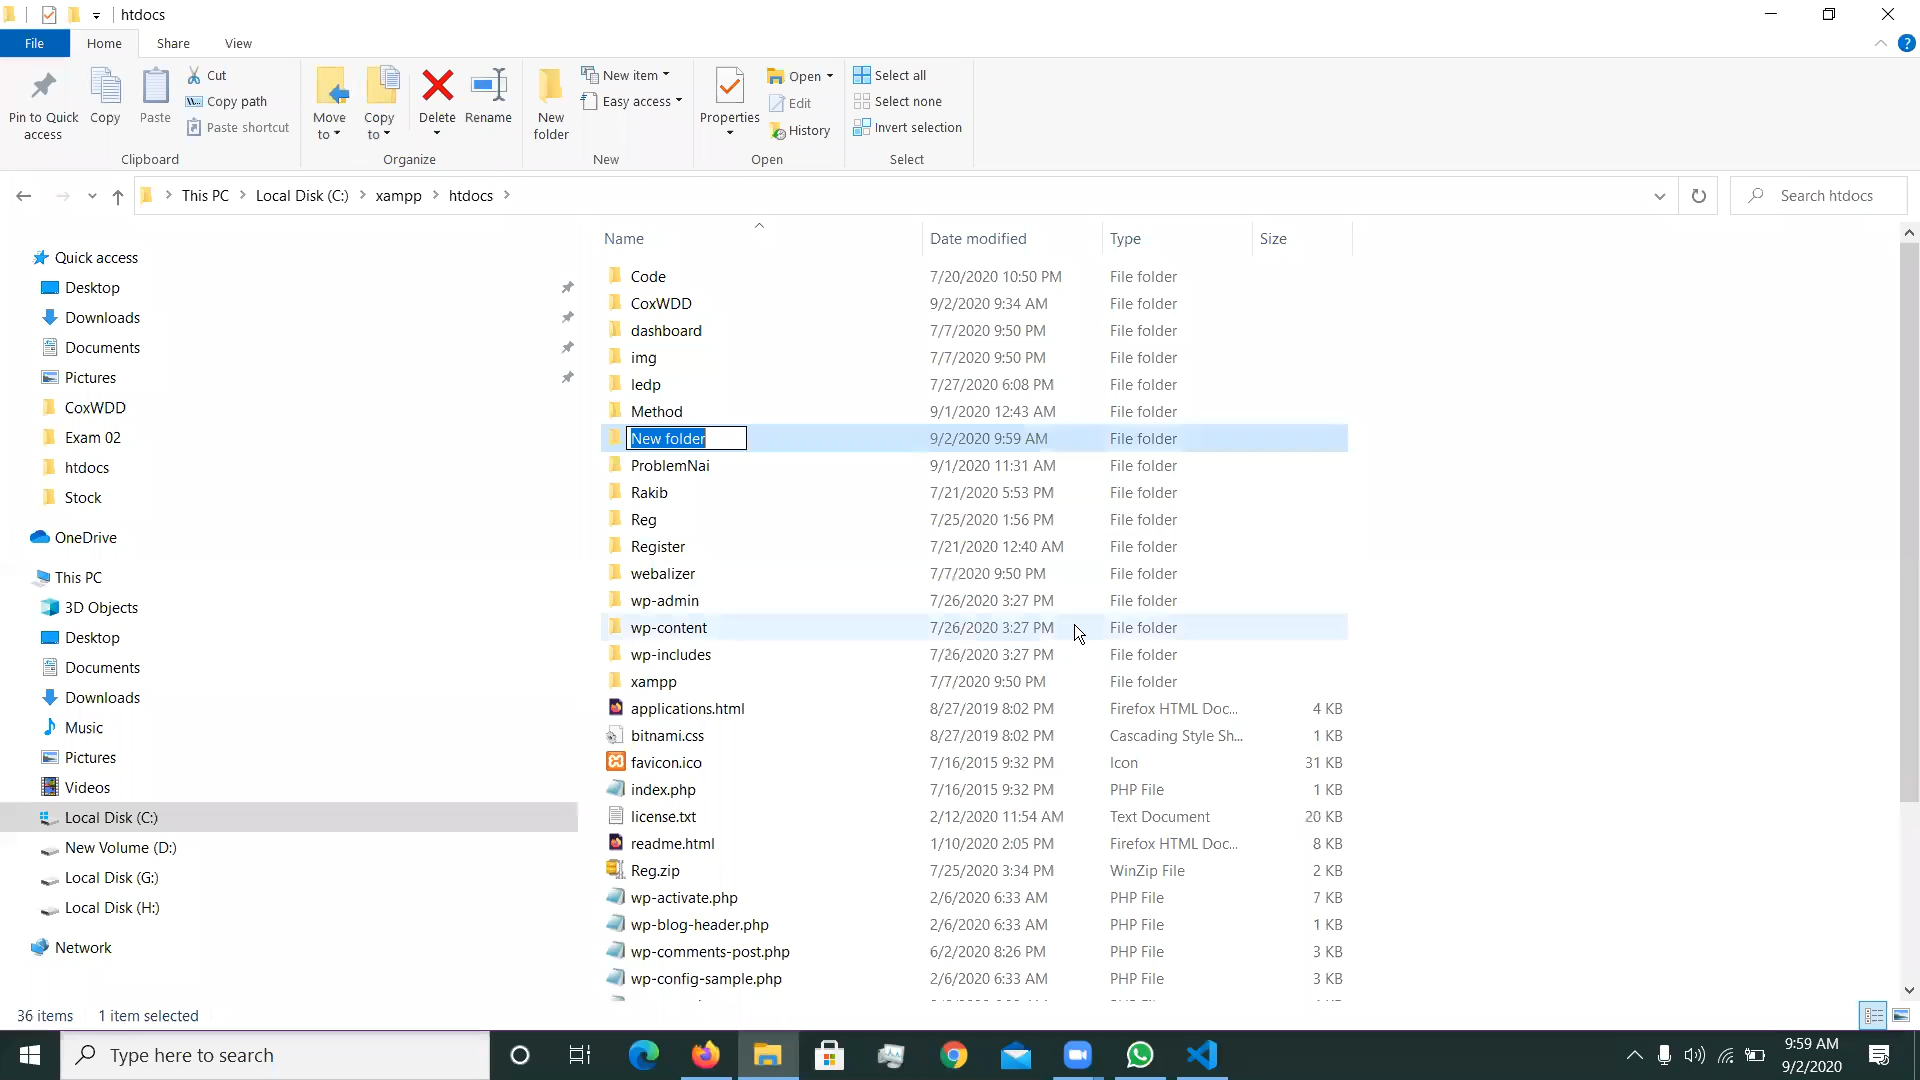 htdocs
File
Home
Share
View
Pin to Quick access
Copy
Paste
Cut
Copy path
Paste shortcut
Clipboard
Move to
Copy to
Delete
Rename
Organize
New folder
New item
Easy access
New
Properties
Open
Edit
History
Open
Select all
Select none
Invert selection
Select
This PC
Local Disk (C:)
xampp
htdocs
Search htdocs
Quick access
Desktop
Downloads
Documents
Pictures
CoxWDD
Exam 02
htdocs
Stock
OneDrive
This PC
3D Objects
Desktop
Documents
Downloads
Music
Pictures
Videos
Local Disk (C:)
New Volume (D:)
Local Disk (G:)
Local Disk (H:)
Network
Name Date modified Type Size
Code 7/20/2020 10:50 PM File folder
CoxWDD 9/2/2020 9:34 AM File folder
dashboard 7/7/2020 9:50 PM File folder
img 7/7/2020 9:50 PM File folder
ledp 7/27/2020 6:08 PM File folder
Method 9/1/2020 12:43 AM File folder
New folder 9/2/2020 9:59 AM File folder
ProblemNai 9/1/2020 11:31 AM File folder
Rakib 7/21/2020 5:53 PM File folder
Reg 7/25/2020 1:56 PM File folder
Register 7/21/2020 12:40 AM File folder
webalizer 7/7/2020 9:50 PM File folder
wp-admin 7/26/2020 3:27 PM File folder
wp-content 7/26/2020 3:27 PM File folder
wp-includes 7/26/2020 3:27 PM File folder
xampp 7/7/2020 9:50 PM File folder
applications.html 8/27/2019 8:02 PM Firefox HTML Doc... 4 KB
bitnami.css 8/27/2019 8:02 PM Cascading Style Sh... 1 KB
favicon.ico 7/16/2015 9:32 PM Icon 31 KB
index.php 7/16/2015 9:32 PM PHP File 1 KB
license.txt 2/12/2020 11:54 AM Text Document 20 KB
readme.html 1/10/2020 2:05 PM Firefox HTML Doc... 8 KB
Reg.zip 7/25/2020 3:34 PM WinZip File 2 KB
wp-activate.php 2/6/2020 6:33 AM PHP File 7 KB
wp-blog-header.php 2/6/2020 6:33 AM PHP File 1 KB
wp-comments-post.php 6/2/2020 8:26 PM PHP File 3 KB
wp-config-sample.php 2/6/2020 6:33 AM PHP File 3 KB
36 items 1 item selected
Type here to search
9:59 AM
9/2/2020